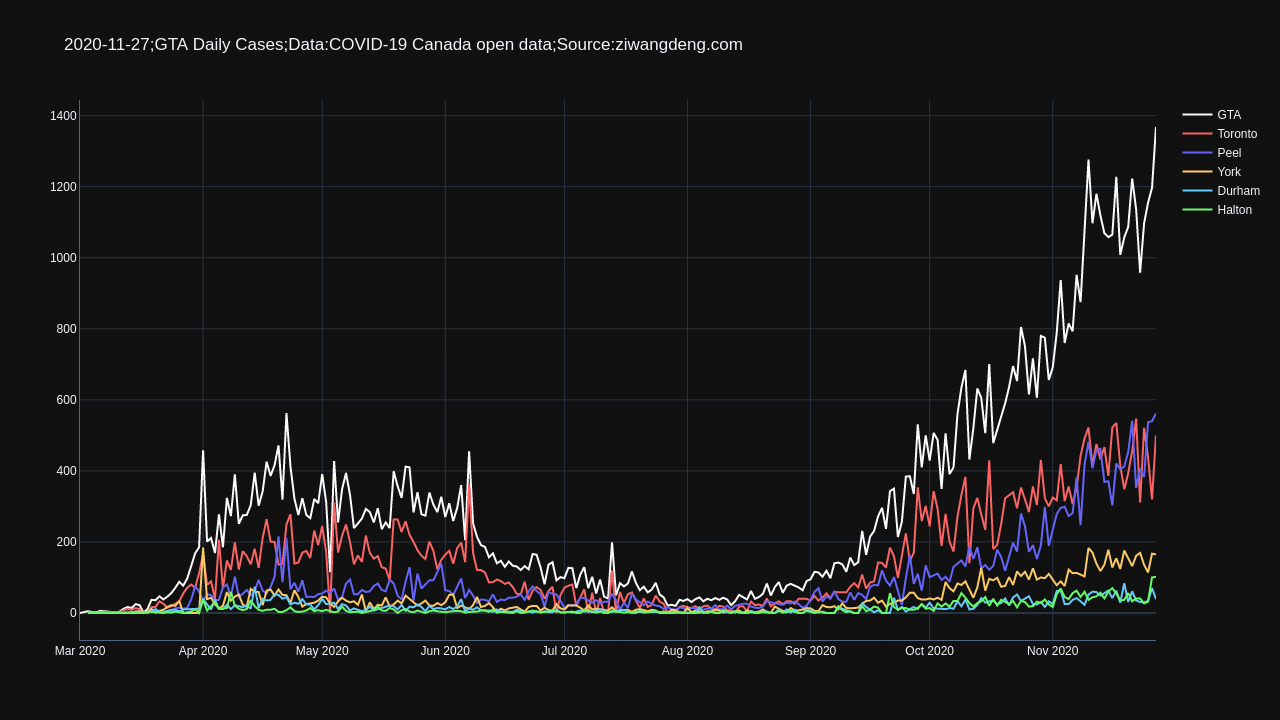 2020-11-27;GTA Daily Cases;Data:COVID-19 Canada open data;Source:ziwangdeng.com
1400
1200
1000
800
600
400
200
0
Mar 2020
Apr 2020
May 2020
Jun 2020
Jul 2020
Aug 2020
Sep 2020
Oct 2020
Nov 2020
GTA
Toronto
Peel
York
Durham
Halton